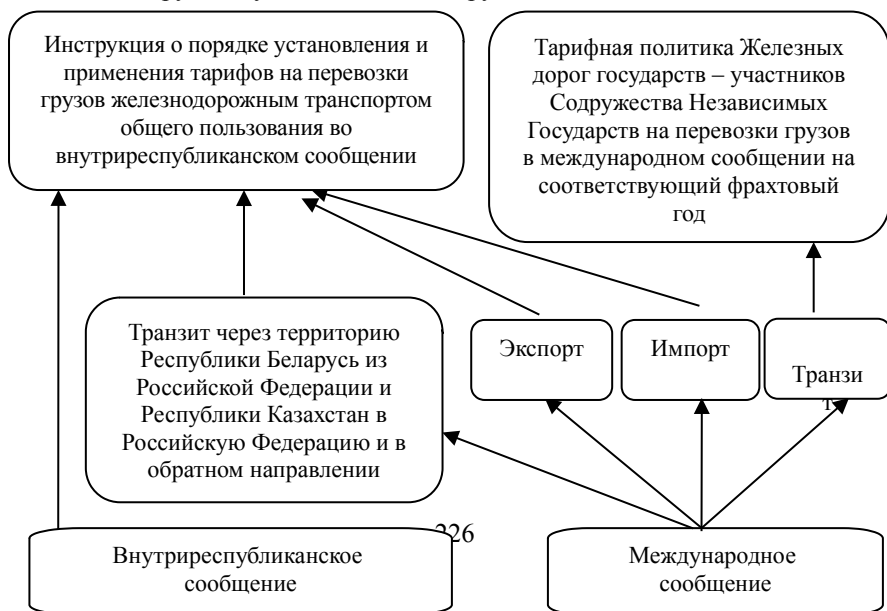 Инструкция о порядке установления и
применения тарифов на перевозки
грузов железнодорожным транспортом
общего пользования во
внутриреспубликанском сообщении
Тарифная политика Железных
дорог государств – участников
Содружества Независимых
Государств на перевозки грузов
в международном сообщении на
соответствующий фрахтовый
год
Транзит через территорию
Республики Беларусь из
Российской Федерации и
Республики Казахстан в
Российскую Федерацию и в
обратном направлении
Экспорт
Импорт
Транзи
т
226
Внутриреспубликанское
сообщение
Международное
сообщение